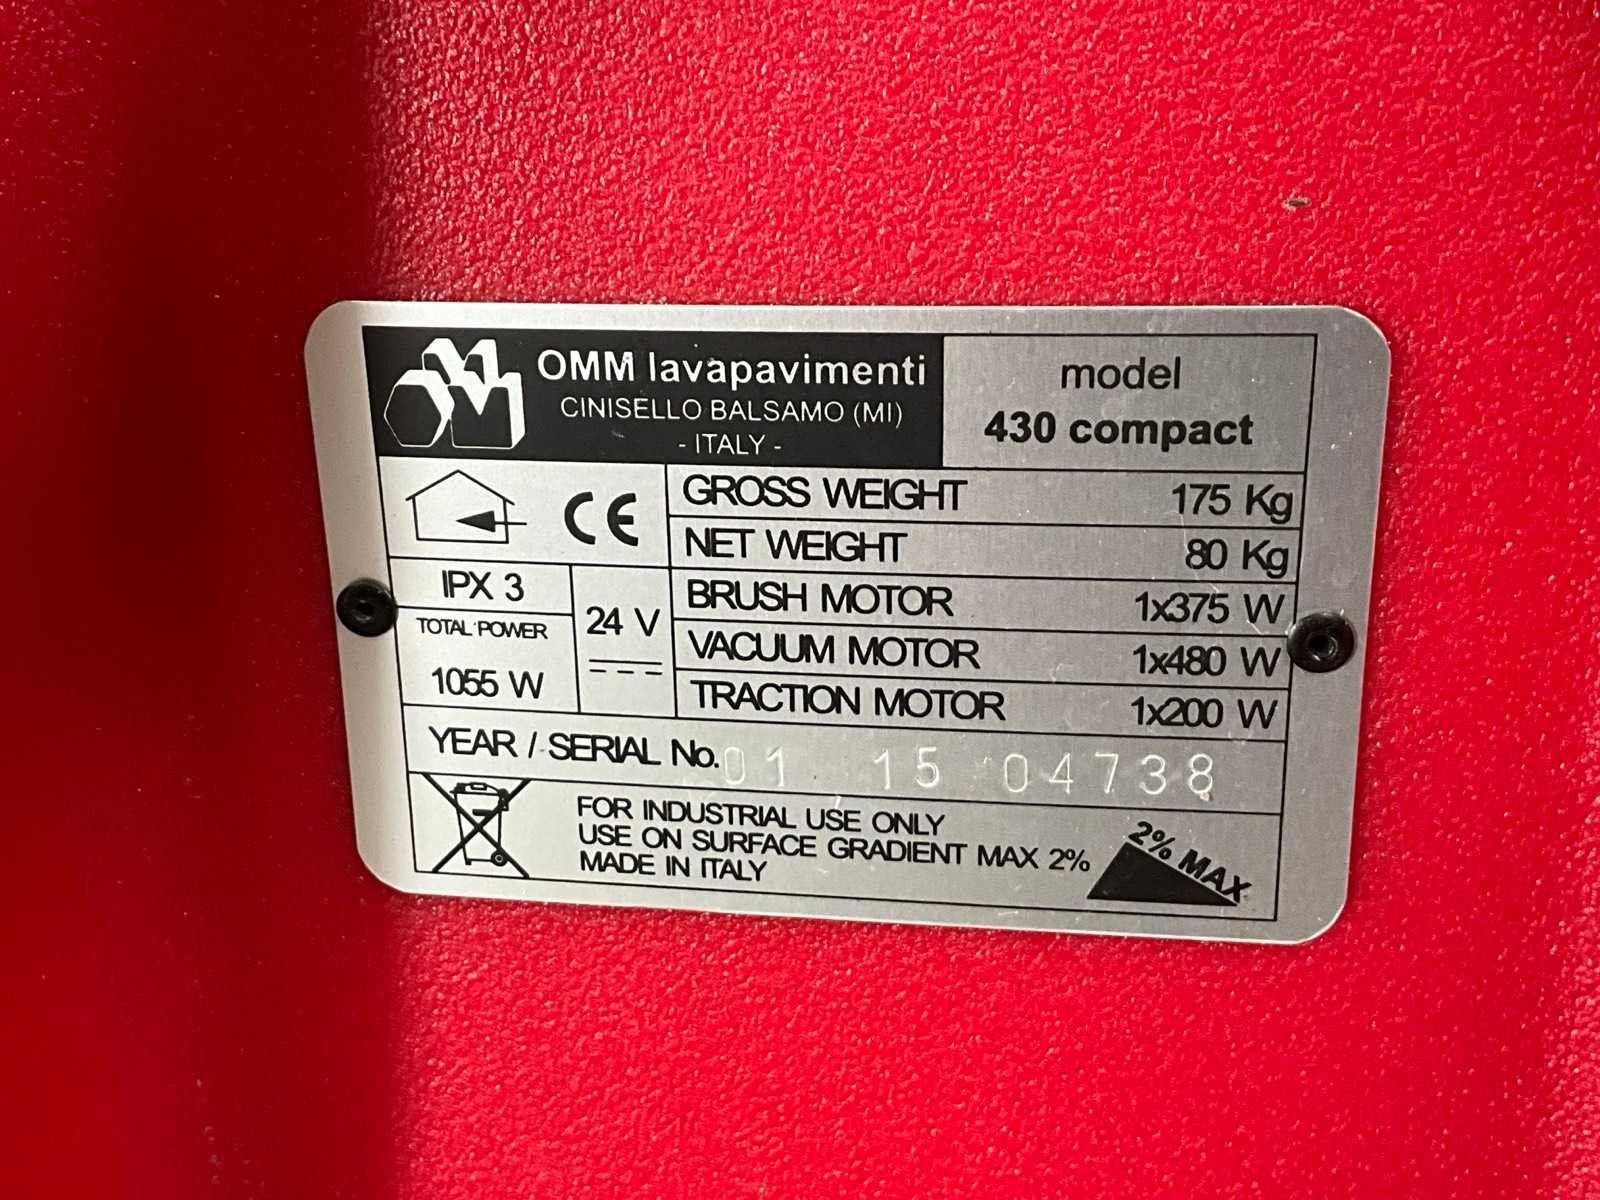 OMM lavapavimenti
CINISELLO BALSAMO (MI)
- ITALY -
model
430 compact
CE
GROSS WEIGHT 175 Kg
NET WEIGHT 80 Kg
IPX 3
24 V
BRUSH MOTOR 1x375 W
TOTAL POWER
1055 W
VACUUM MOTOR 1x480 W
TRACTION MOTOR 1x200 W
YEAR / SERIAL No. 01 15 04738
FOR INDUSTRIAL USE ONLY
USE ON SURFACE GRADIENT MAX 2%
MADE IN ITALY
2% MAX